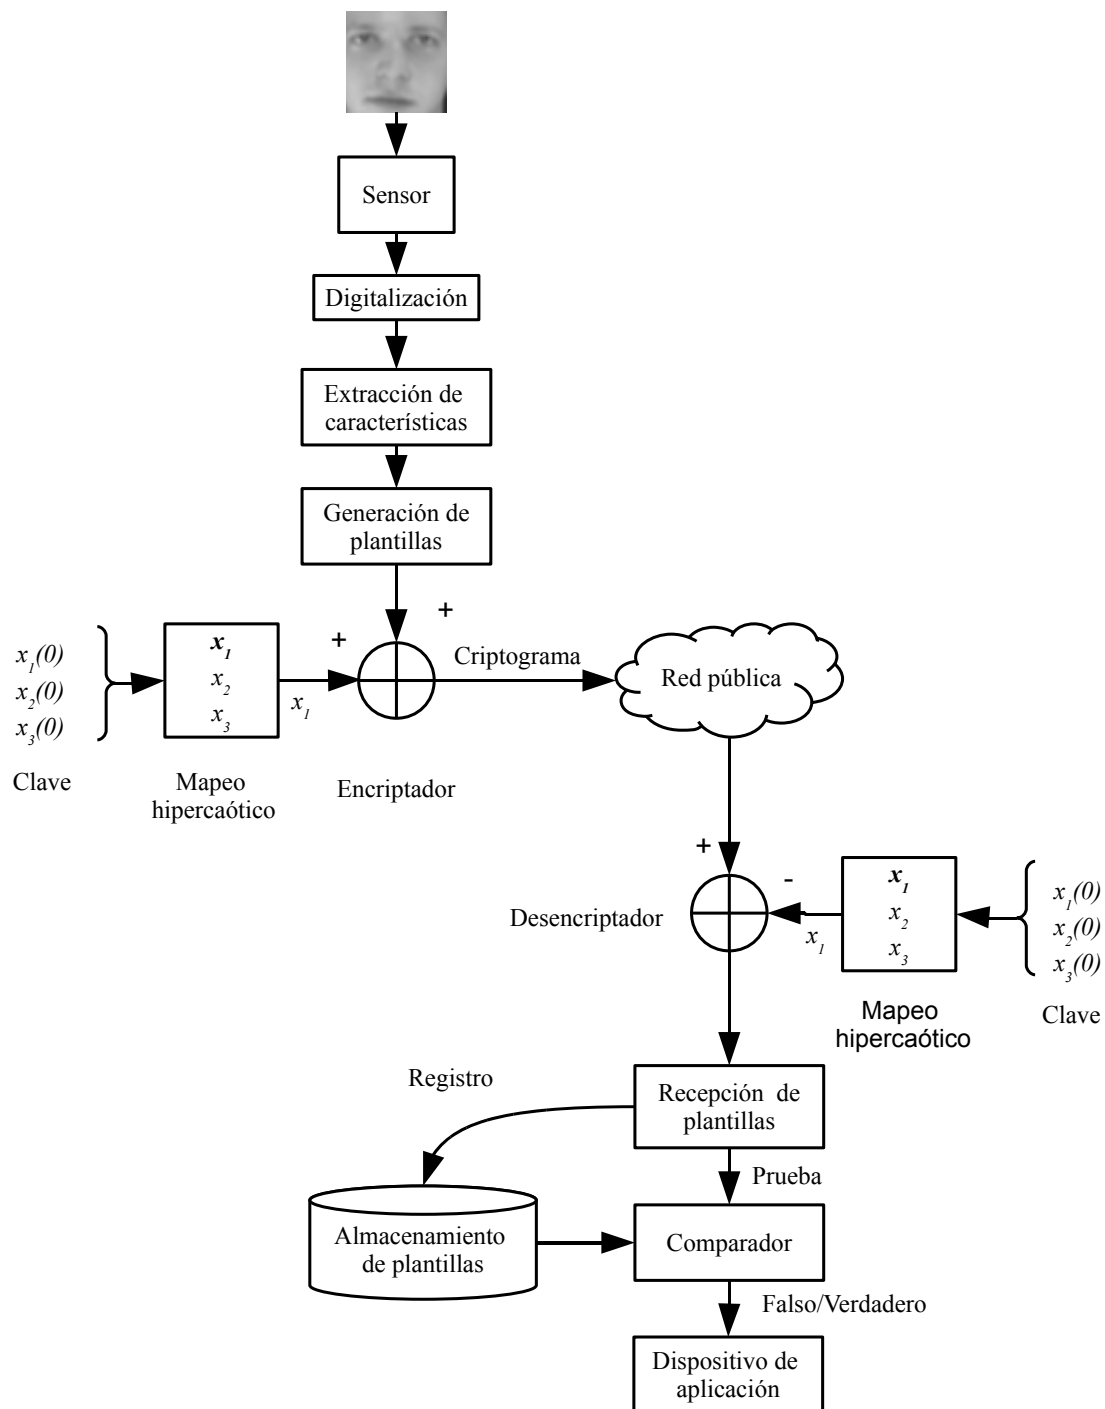 Sensor
Digitalización
Extracción de
características
Generación de
plantillas
+
+
x1(0)
x2(0)
x3(0)
Clave
x1
x2
x3
Mapeo
hipercaótico
x1
Encriptador
Criptograma
Red pública
+
-
Desencriptador
x1
x1
x2
x3
Mapeo
hipercaótico
x1(0)
x2(0)
x3(0)
Clave
Registro
Recepción de
plantillas
Prueba
Almacenamiento
de plantillas
Comparador
Falso/Verdadero
Dispositivo de
aplicación